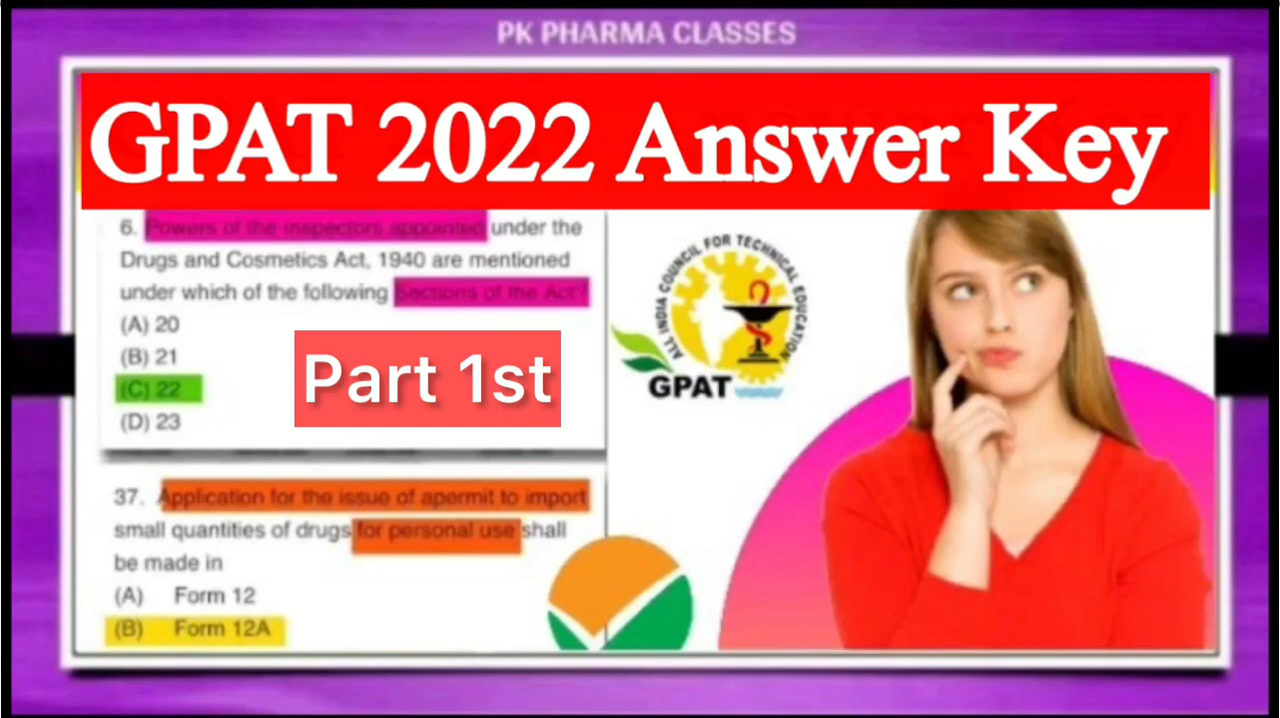 PK PHARMA CLASSES
GPAT 2022 Answer Key
6. Powers of the inspectors appointed under the
Drugs and Cosmetics Act, 1940 are mentioned
under which of the following Sections of the Act?
(A) 20
(B) 21
(C) 22
(D) 23
Part 1st
ALL INDIA COUNCIL FOR TECHNICAL EDUCATION
GPAT
37. Application for the issue of apermit to import
small quantities of drugs for personal use shall
be made in
(A) Form 12
(B) Form 12A